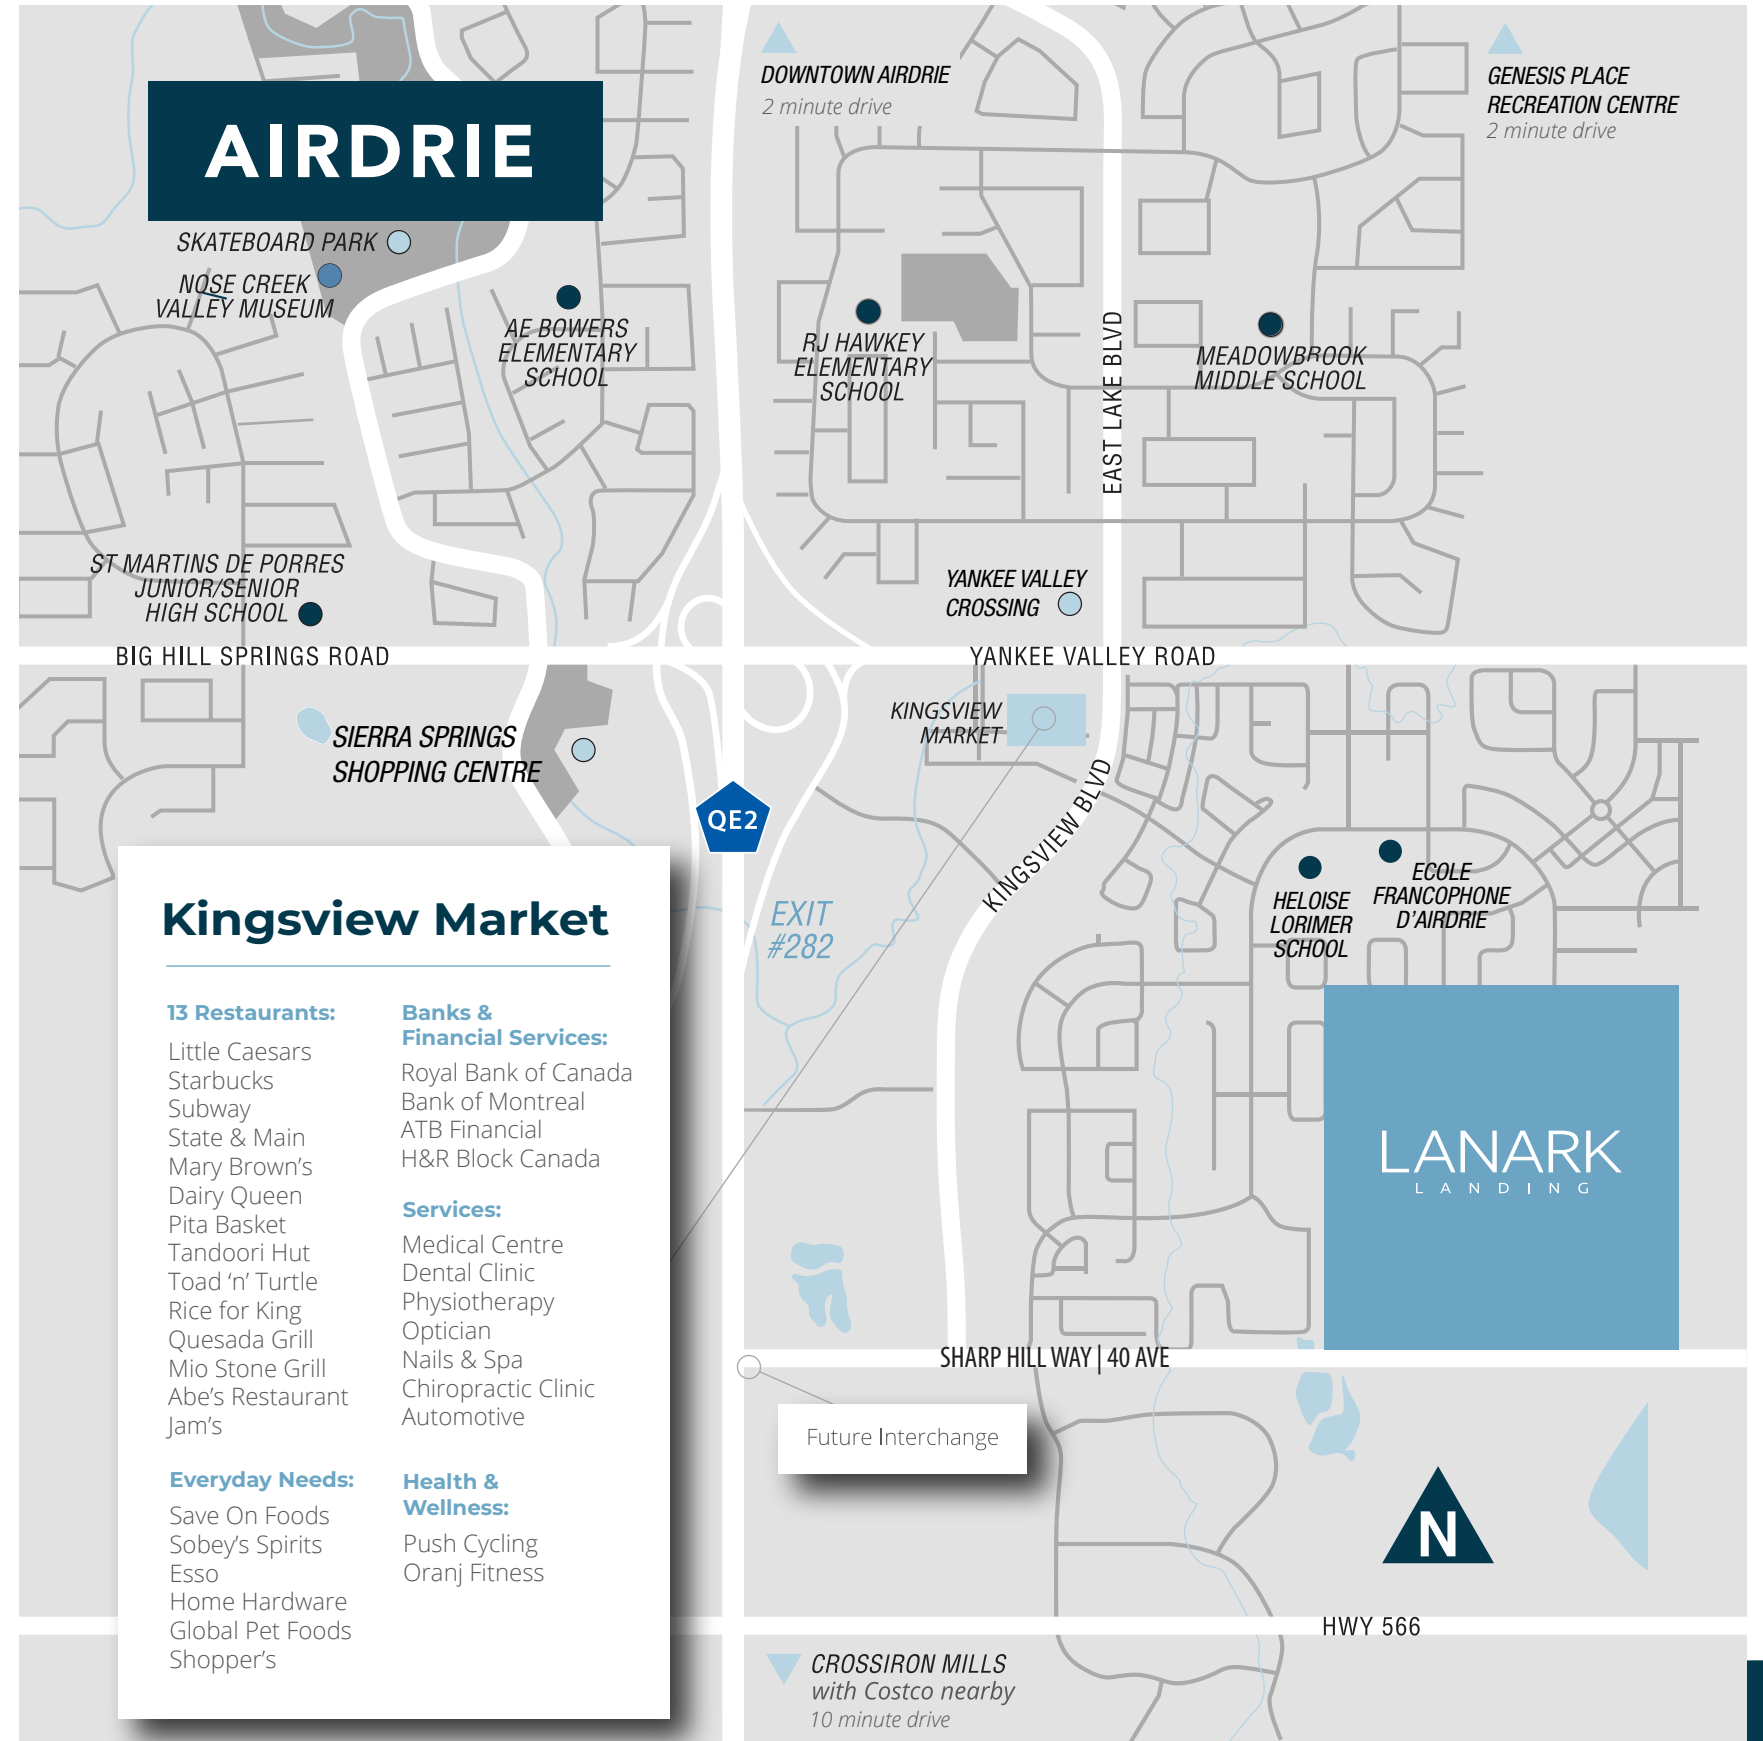 DOWNTOWN AIRDRIE
2 minute drive
GENESIS PLACE
RECREATION CENTRE
2 minute drive
AIRDRIE
SKATEBOARD PARK
NOSE CREEK
VALLEY MUSEUM
AE BOWERS
ELEMENTARY
SCHOOL
RJ HAWKEY
ELEMENTARY
SCHOOL
EAST LAKE BLVD
MEADOWBROOK
MIDDLE SCHOOL
ST MARTINS DE PORRES
JUNIOR/SENIOR
HIGH SCHOOL
YANKEE VALLEY
CROSSING
BIG HILL SPRINGS ROAD
YANKEE VALLEY ROAD
KINGSVIEW
MARKET
SIERRA SPRINGS
SHOPPING CENTRE
QE2
KINGSVIEW BLVD
EXIT
#282
HELOISE
LORIMER
SCHOOL
ECOLE
FRANCOPHONE
D'AIRDRIE
Kingsview Market
13 Restaurants:
Little Caesars
Starbucks
Subway
State & Main
Mary Brown's
Dairy Queen
Pita Basket
Tandoori Hut
Toad ‘n’ Turtle
Rice for King
Quesada Grill
Mio Stone Grill
Abe's Restaurant
Jam's
Everyday Needs:
Save On Foods
Sobey's Spirits
Esso
Home Hardware
Global Pet Foods
Shopper's
Banks &
Financial Services:
Royal Bank of Canada
Bank of Montreal
ATB Financial
H&R Block Canada
Services:
Medical Centre
Dental Clinic
Physiotherapy
Optician
Nails & Spa
Chiropractic Clinic
Automotive
Health &
Wellness:
Push Cycling
Oranj Fitness
LANARK
LANDING
SHARP HILL WAY | 40 AVE
Future Interchange
N
HWY 566
CROSSIRON MILLS
with Costco nearby
10 minute drive